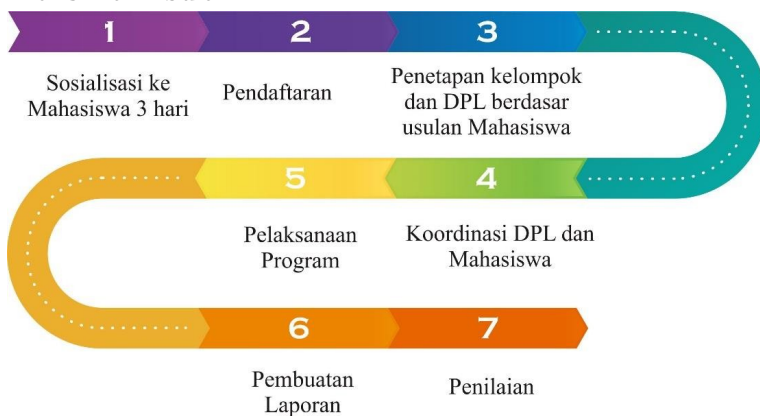 1
2
3
Sosialisasi ke
Mahasiswa 3 hari
Pendaftaran
Penetapan kelompok
dan DPL berdasar
usulan Mahasiswa
5
4
Pelaksanaan
Program
Koordinasi DPL dan
Mahasiswa
6
7
Pembuatan
Laporan
Penilaian